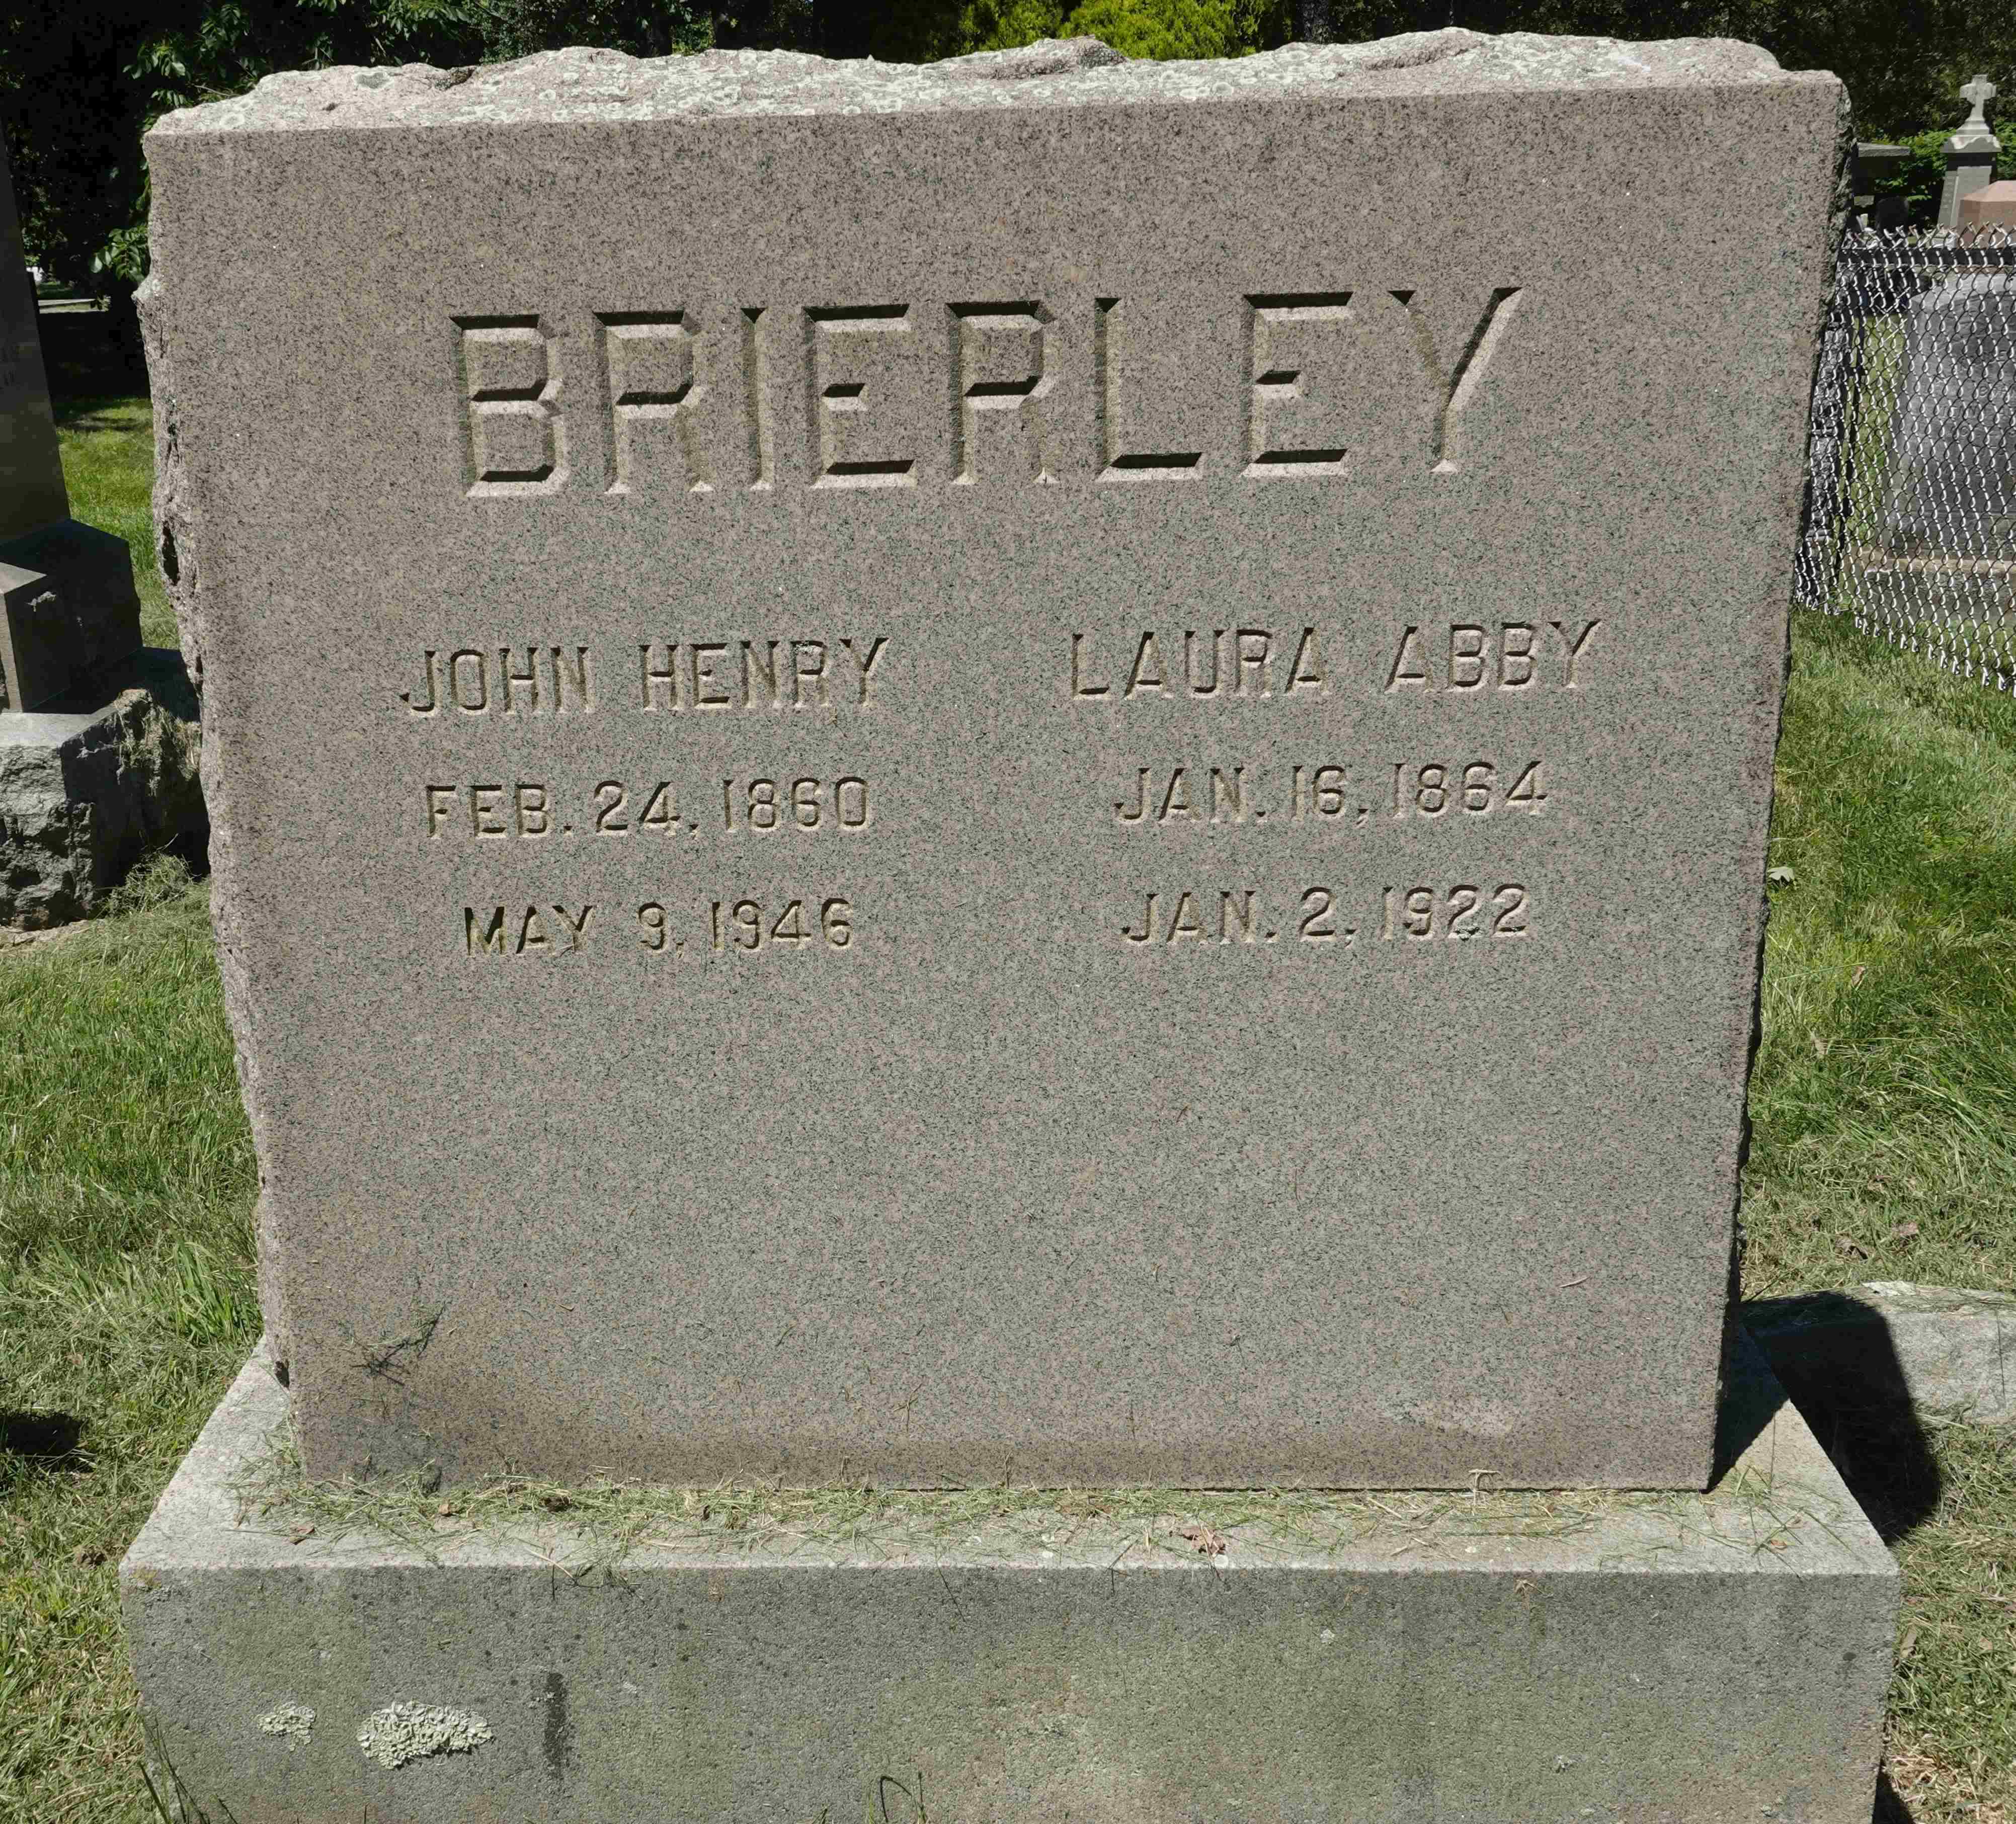 BRIERLEY
JOHN HENRY
FEB. 24, 1860
MAY 9, 1946
LAURA ABBY
JAN. 16, 1864
JAN. 2, 1922